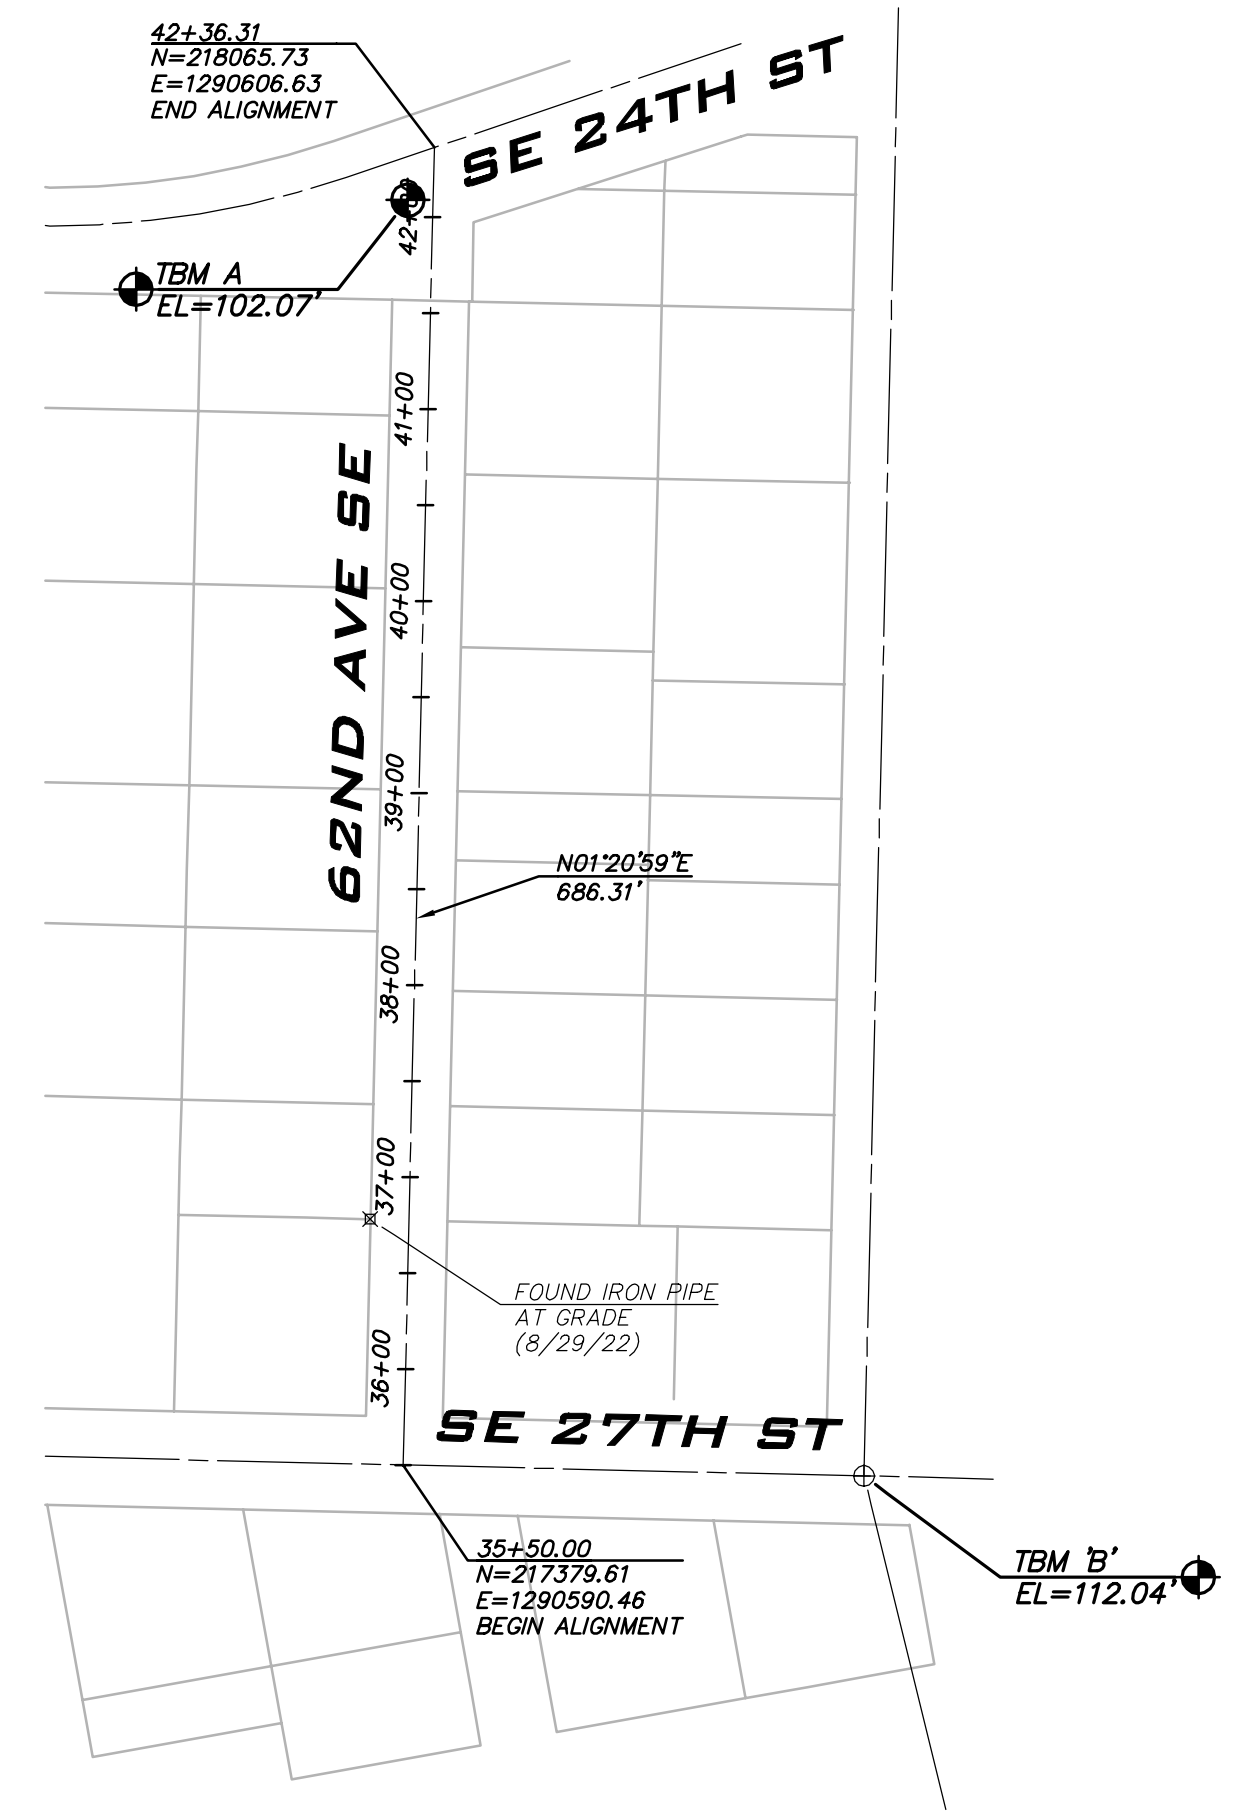 42+36.31
N=218065.73
E=1290606.63
END ALIGNMENT
SE 24TH ST
TBM A
EL=102.07'
41+00
40+00
39+00
38+00
37+00
36+00
62ND AVE SE
N01°20'59"E
686.31'
FOUND IRON PIPE
AT GRADE
(8/29/22)
SE 27TH ST
35+50.00
N=217379.61
E=1290590.46
BEGIN ALIGNMENT
TBM 'B'
EL=112.04'